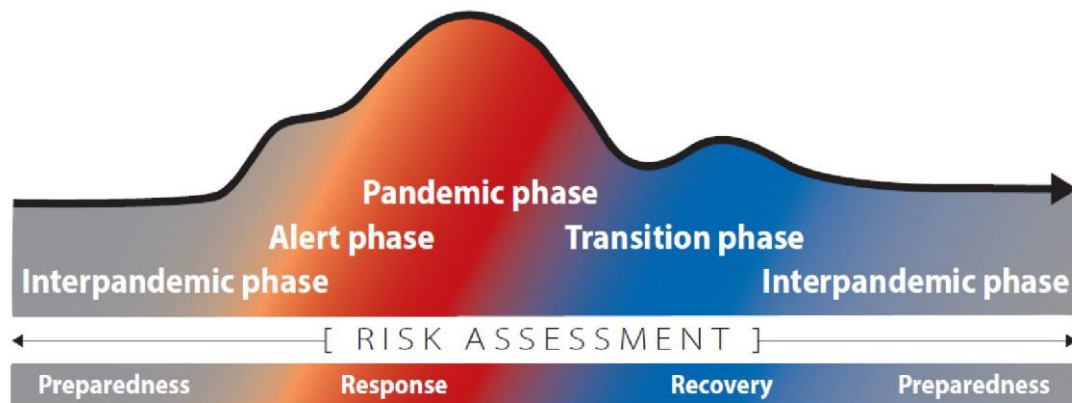 Pandemic phase
Alert phase
Transition phase
Interpandemic phase
Interpandemic phase
[ RISK ASSESSMENT ]
Preparedness
Response
Recovery
Preparedness